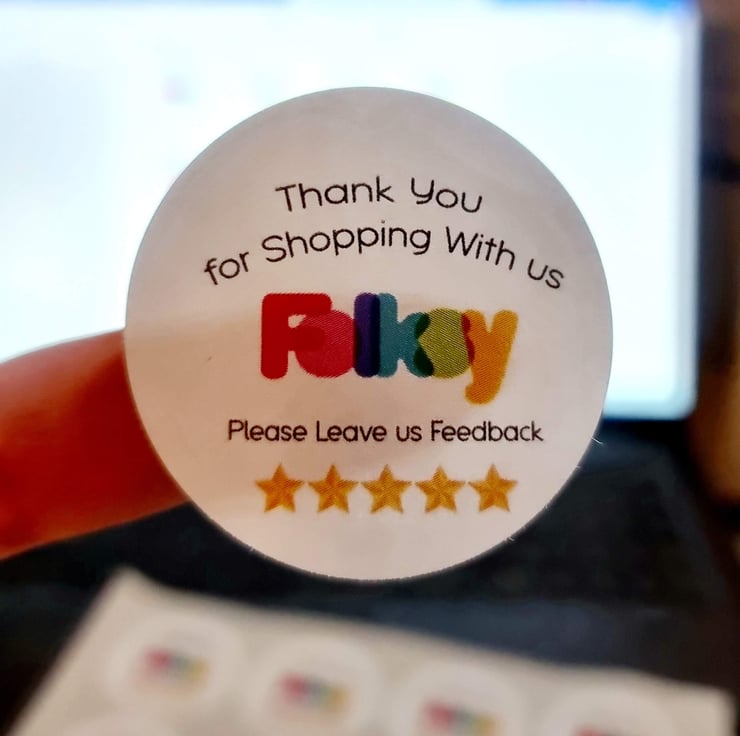 Thank You
for Shopping With us
Folksy
Please Leave us Feedback